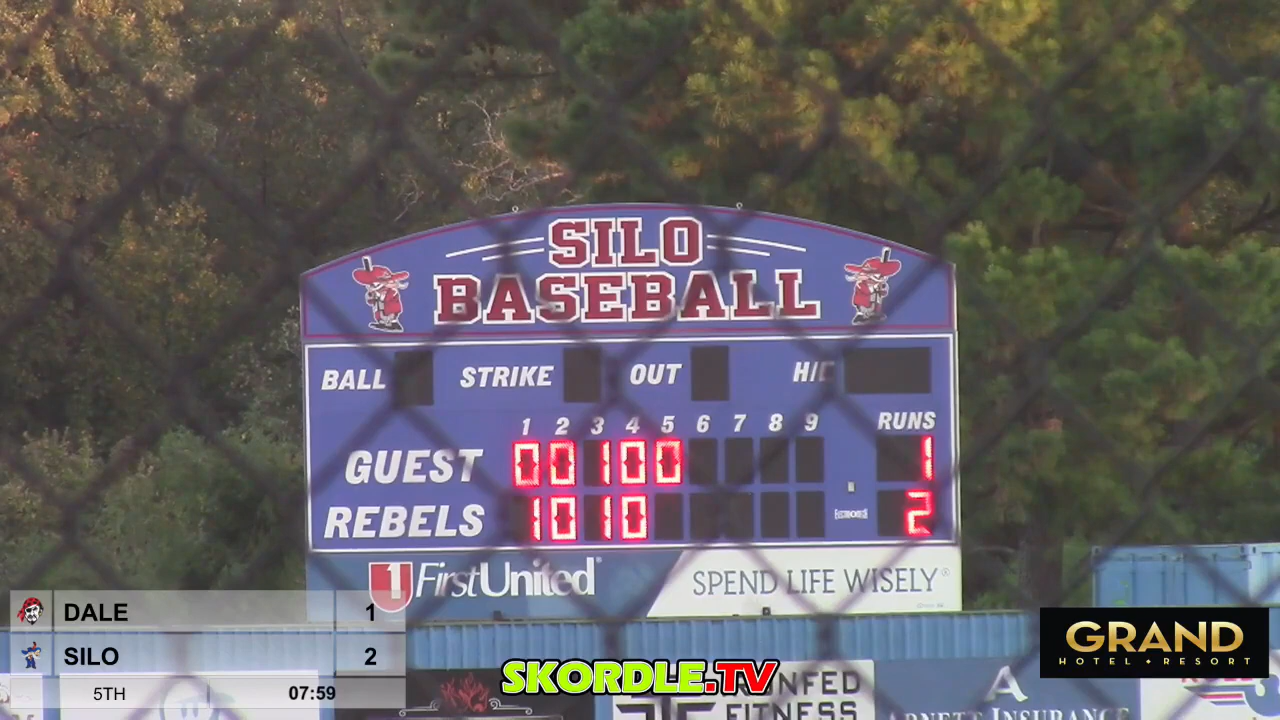 SILO
BASEBALL
BALL STRIKE OUT H/E
1 2 3 4 5 6 7 8 9 RUNS
GUEST 0 0 1 0 0 1
REBELS 1 0 1 0 2
1 FirstUnited SPEND LIFE WISELY
DALE 1
SILO 2
5TH 07:59
SKORDLE.TV
GRAND
HOTEL • RESORT
FITNESS
INSURANCE